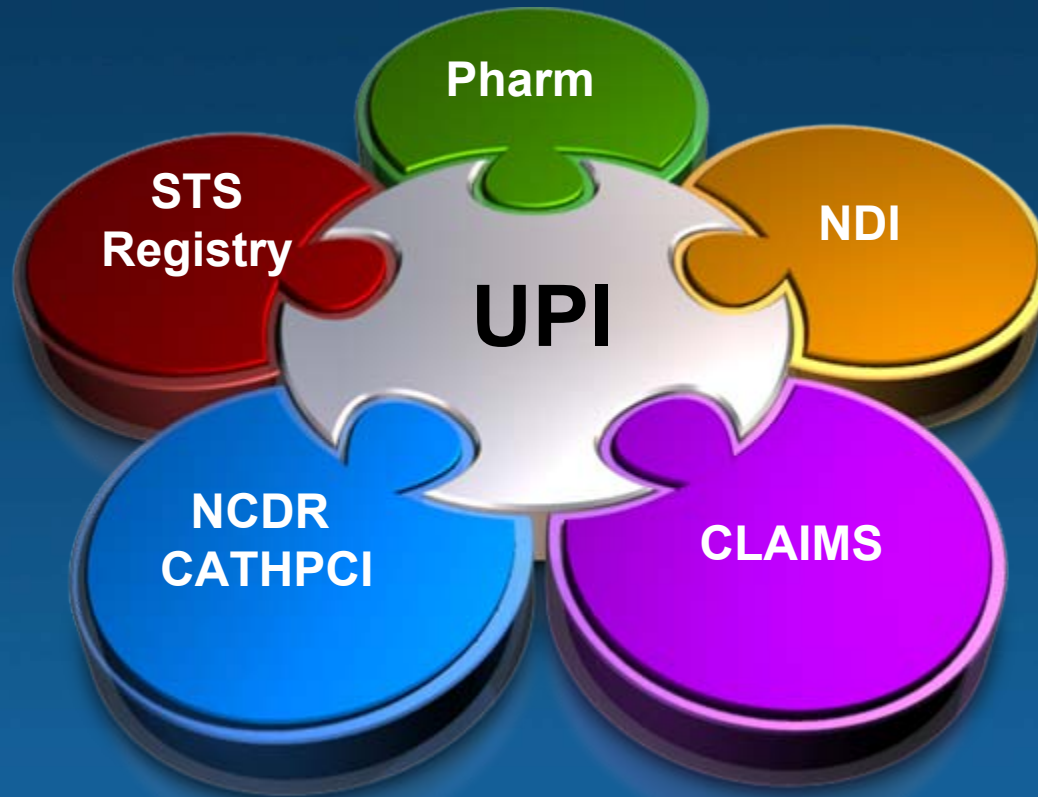 Pharm
STS
Registry
NDI
UPI
NCDR
CATHPCI
CLAIMS